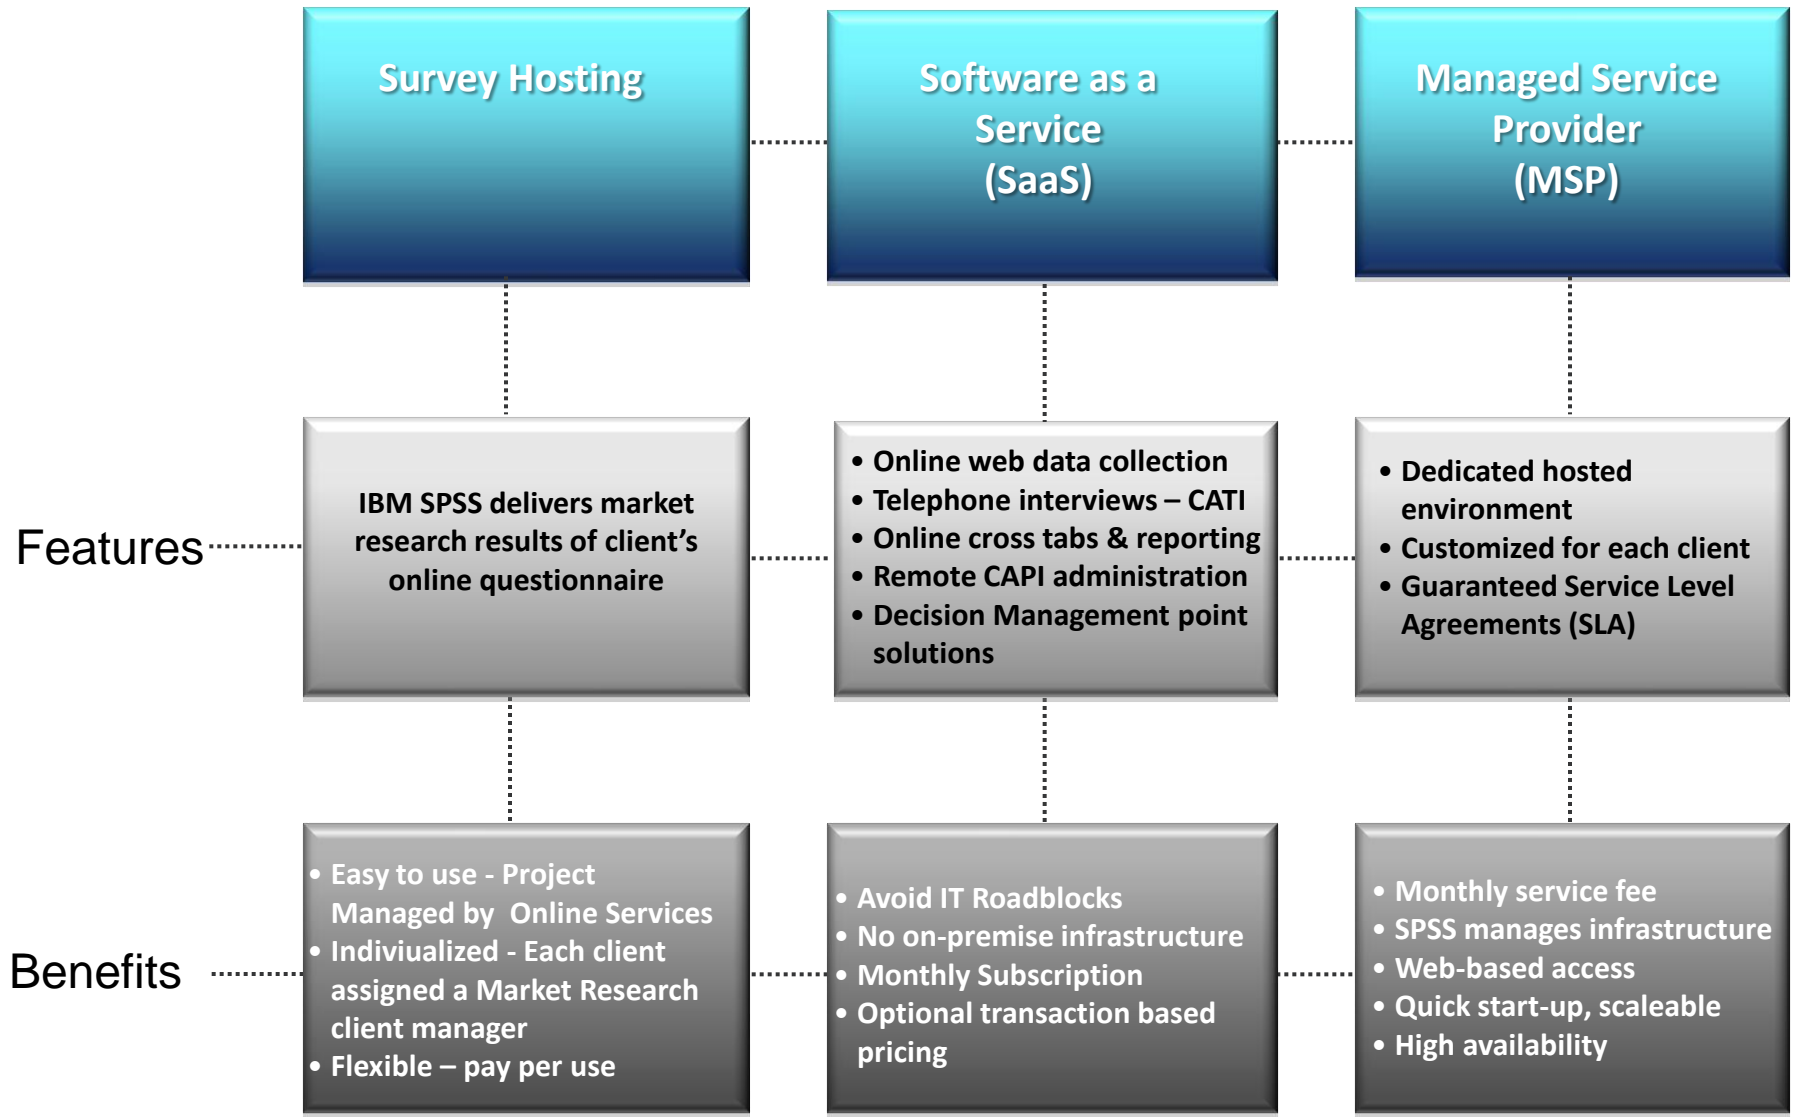 Survey Hosting
Software as a
Service
(SaaS)
Managed Service
Provider
(MSP)
Features
IBM SPSS delivers market
research results of client's
online questionnaire
• Online web data collection
• Telephone interviews – CATI
• Online cross tabs & reporting
• Remote CAPI administration
• Decision Management point
solutions
• Dedicated hosted
environment
• Customized for each client
• Guaranteed Service Level
Agreements (SLA)
Benefits
• Easy to use - Project
Managed by  Online Services
• Indiviualized - Each client
assigned a Market Research
client manager
• Flexible – pay per use
• Avoid IT Roadblocks
• No on-premise infrastructure
• Monthly Subscription
• Optional transaction based
pricing
• Monthly service fee
• SPSS manages infrastructure
• Web-based access
• Quick start-up, scaleable
• High availability